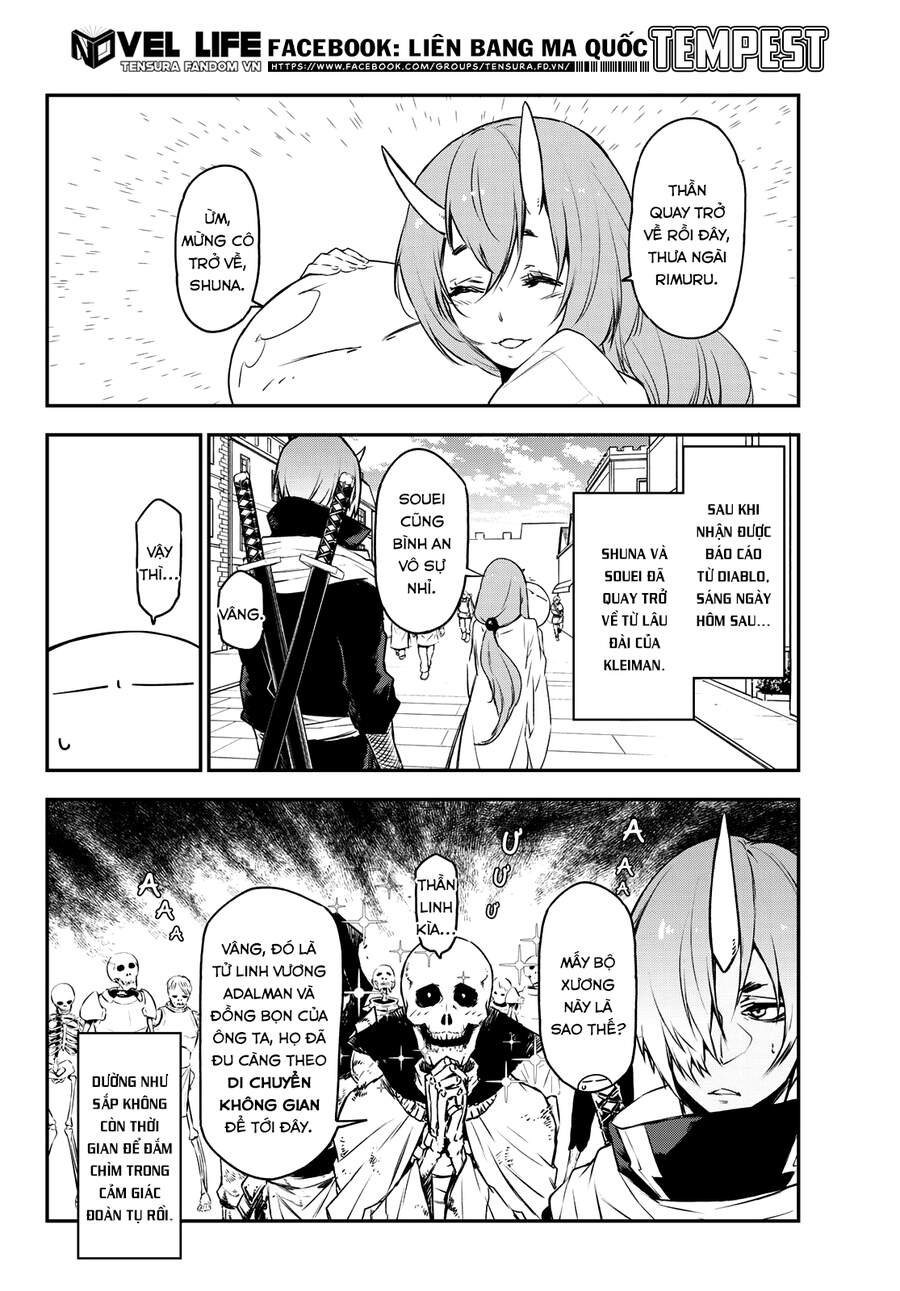 NOVEL LIFE
TENSURA FANDOM VN
FACEBOOK: LIÊN BANG MA QUỐC
HTTPS://WWW.FACEBOOK.COM/GROUPS/TENSURA.FD.VN/
TEMPEST
THẦN
QUAY TRỞ
VỀ RỒI ĐÂY,
THƯA NGÀI
RIMURU.
ỪM,
MỪNG CÔ
TRỞ VỀ,
SHUNA.
SAU KHI
NHẬN ĐƯỢC
BÁO CÁO
TỪ DIABLO,
SÁNG NGÀY
HÔM SAU...
SHUNA VÀ
SOUEI ĐÃ
QUAY TRỞ
VỀ TỪ LÂU
ĐÀI CỦA
KLEIMAN.
SOUEI
CŨNG
BÌNH AN
VÔ SỰ
NHỈ.
VÂNG.
VẬY
THÌ...
A
A
A
MẤY BỘ
XƯƠNG
NÀY LÀ
SAO THẾ?
Ư
Ư
Ư
THẦN
LINH
KÌA...
VÂNG, ĐÓ LÀ
TỬ LINH VƯƠNG
ADALMAN VÀ
ĐỒNG BỌN CỦA
ÔNG TA, HỌ ĐÃ
ĐU CÀNG THEO
DI CHUYỂN
KHÔNG GIAN
ĐỂ TỚI ĐÂY.
A
A
A
DƯỜNG NHƯ
SẮP KHÔNG
CÒN THỜI
GIAN ĐỂ ĐẮM
CHÌM TRONG
CẢM GIÁC
ĐOÀN TỤ RỒI.